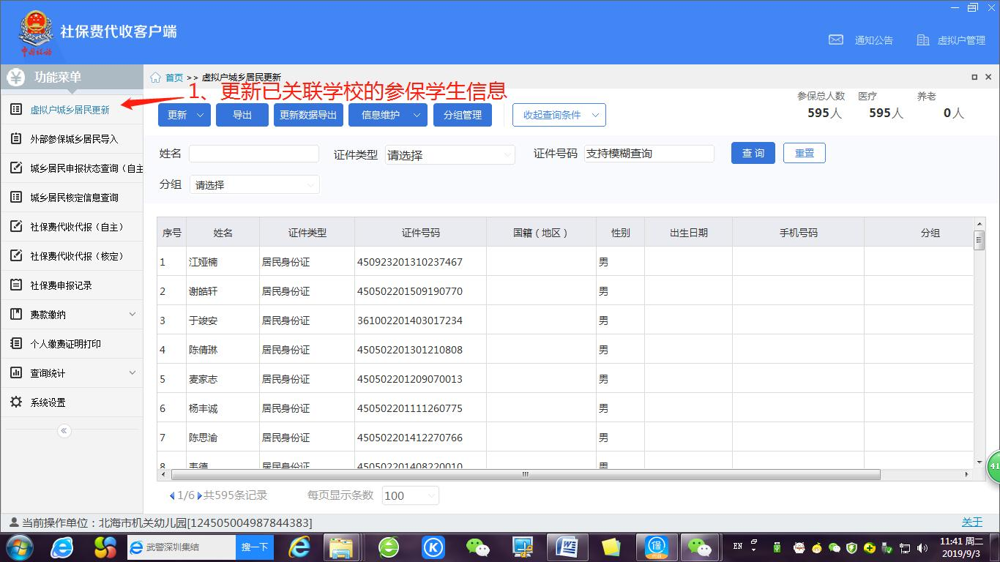 社保费代收客户端
中国税务
通知公告
虚拟户管理
功能菜单
首页 >> 虚拟户城乡居民更新
1、更新已关联学校的参保学生信息
更新 导出 更新数据导出 信息维护 分组管理 收起查询条件
参保总人数 医疗 养老
595人 595人 0人
姓名 证件类型 请选择 证件号码 支持模糊查询 查询 重置
分组 请选择
虚拟户城乡居民更新
外部参保城乡居民导入
城乡居民申报状态查询（自主
城乡居民核定信息查询
社保费代收代报（自主）
社保费代收代报（核定）
社保费申报记录
费款缴纳
个人缴费证明打印
查询统计
系统设置
序号 姓名 证件类型 证件号码 国籍（地区） 性别 出生日期 手机号码 分组
1 江娅楠 居民身份证 450923201310237467 男
2 谢皓轩 居民身份证 450502201509190770 男
3 于竣安 居民身份证 361002201403017234 男
4 陈倩琳 居民身份证 450502201301210808 男
5 麦家志 居民身份证 450502201209070013 男
6 杨丰诚 居民身份证 450502201111260775 男
7 陈思渝 居民身份证 450502201412270766 男
8 韦德 居民身份证 450502201408220010 男
1/6 共595条记录 每页显示条数 100
当前操作单位：北海市机关幼儿园[124505004987844383]
关于
41
武警深圳集结 搜一下
EN
11:41 周二
2019/9/3